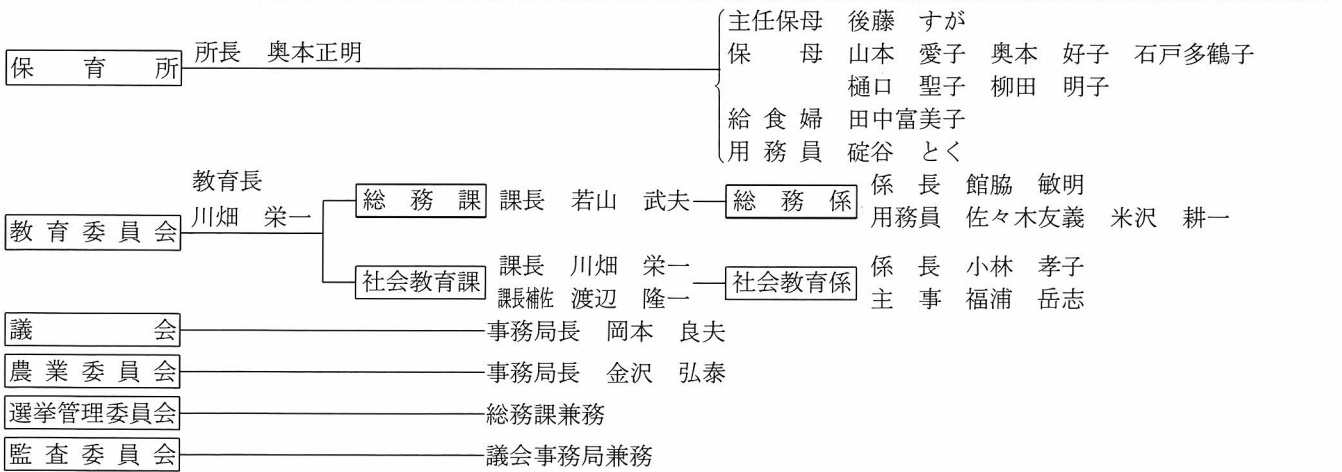 主任保母 後藤 すが
所長 奥本正明
保育所
保母 山本 愛子 奥本 好子 石戸多鶴子
樋口 聖子 柳田 明子
給食婦 田中富美子
用務員 碇谷 とく
教育長
川畑 栄一
教育委員会
総務課 課長 若山 武夫 総務係
係長 館脇 敏明
用務員 佐々木友義 米沢 耕一
社会教育課
課長 川畑 栄一
課長補佐 渡辺 隆一
社会教育係
係長 小林 孝子
主事 福浦 岳志
議会 事務局長 岡本 良夫
農業委員会 事務局長 金沢 弘泰
選挙管理委員会 総務課兼務
監査委員会 議会事務局兼務